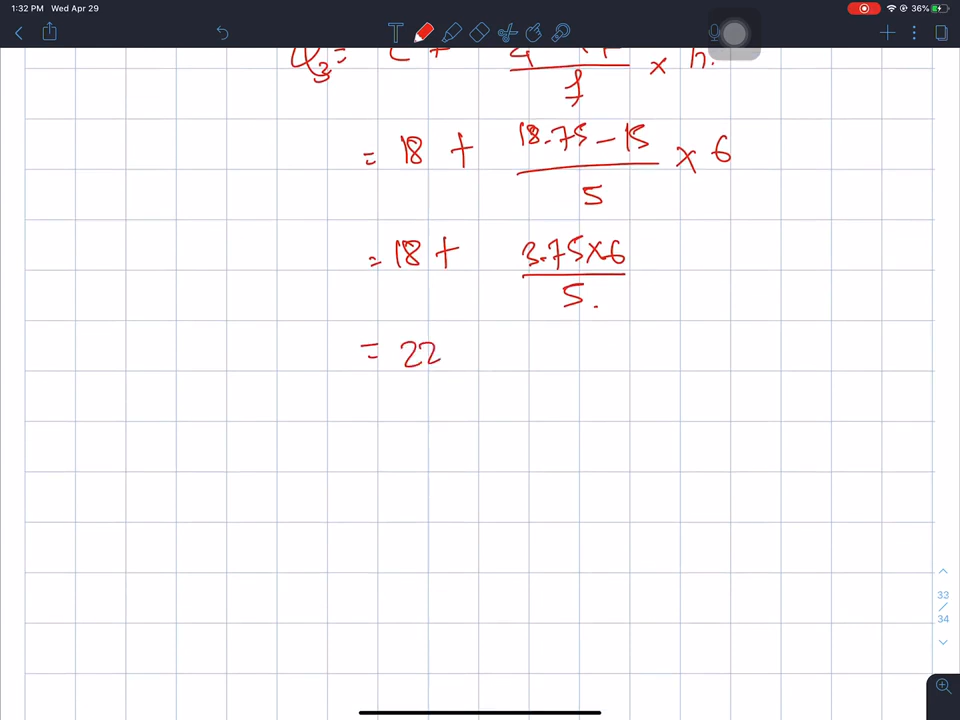 1:32 PM Wed Apr 29
36%
T
Q3 =
f × h.
= 18 + 18.75 - 15 × 6
5
= 18 + 3.75×6
5.
= 22
33
/
34